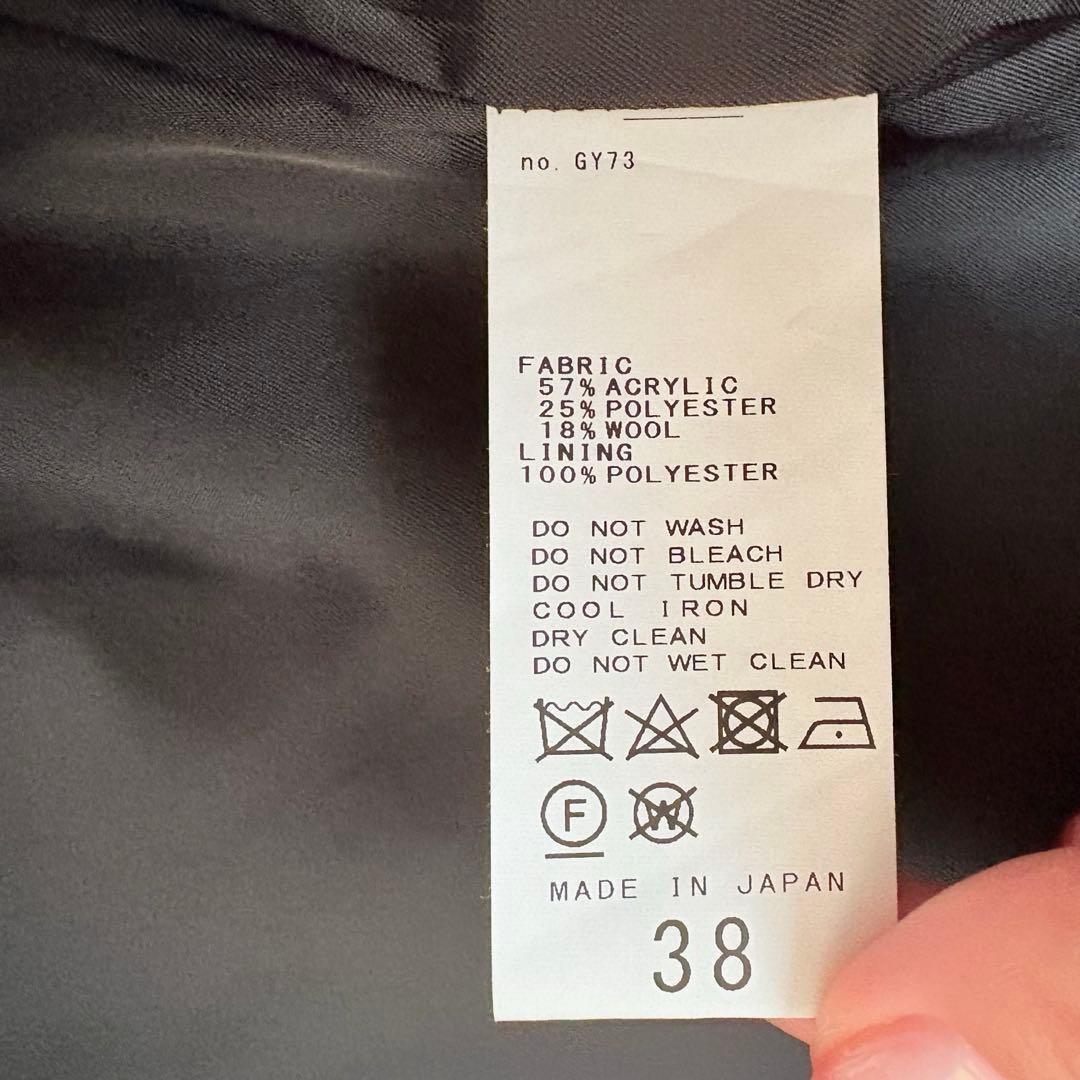 no. GY73
FABRIC
57% ACRYLIC
25% POLYESTER
18% WOOL
LINING
100% POLYESTER
DO NOT WASH
DO NOT BLEACH
DO NOT TUMBLE DRY
COOL IRON
DRY CLEAN
DO NOT WET CLEAN
F W
MADE IN JAPAN
38